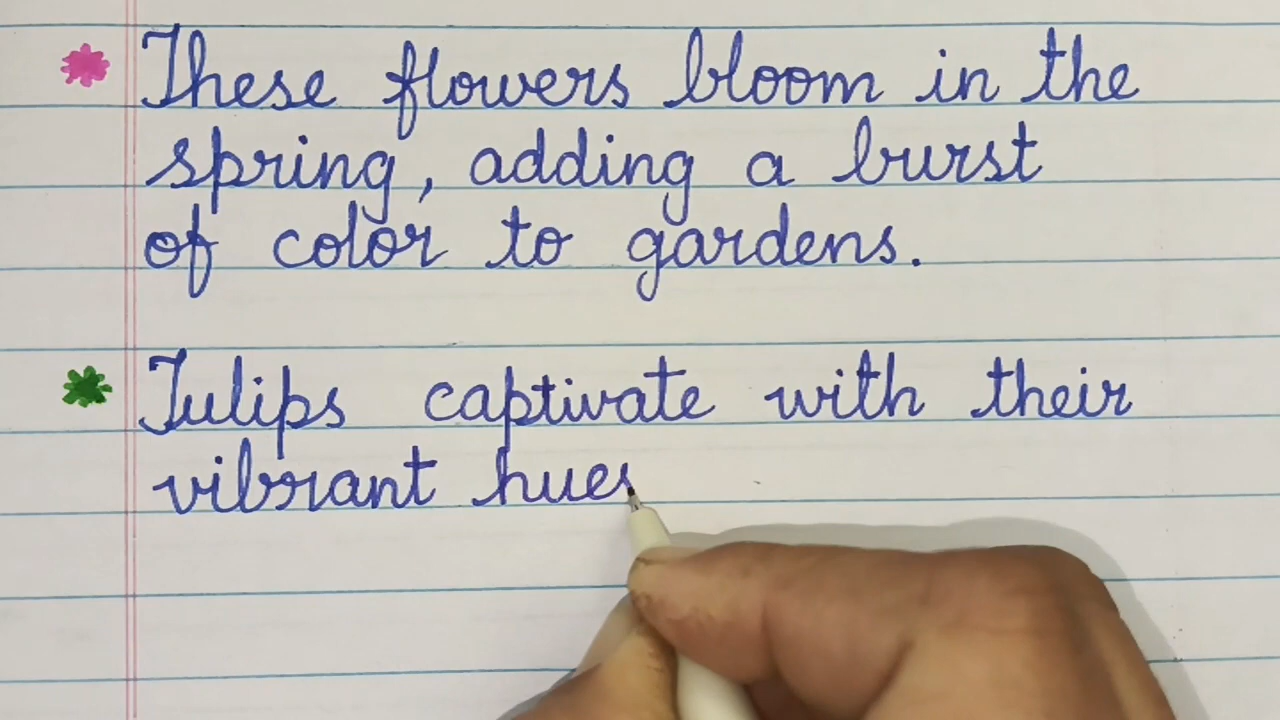 These flowers bloom in the
spring, adding a burst
of color to gardens.
Tulips captivate with their
vibrant hues